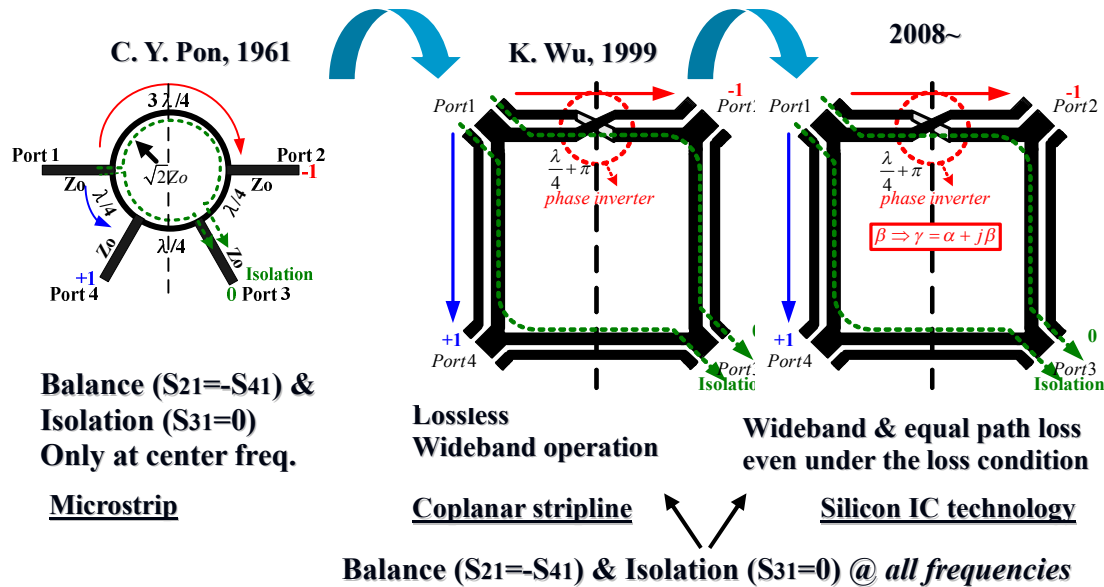 C. Y. Pon, 1961
3 λ/4
Port 1
Port 2
-1
Zo
√2Zo
Zo
λ/4
λ/4
λ/4
Zo
Zo
+1
Port 4
Isolation
0 Port 3
Balance (S21=-S41) &
Isolation (S31=0)
Only at center freq.
Microstrip
K. Wu, 1999
-1
Port1
λ/4 + π
phase inverter
+1
Port4
Isolation
Lossless
Wideband operation
Coplanar stripline
2008~
-1
Port1
Port2
λ/4 + π
phase inverter
β ⇒ γ = α + jβ
+1
0
Port4
Port3
Isolation
Wideband & equal path loss
even under the loss condition
Silicon IC technology
Balance (S21=-S41) & Isolation (S31=0) @ all frequencies